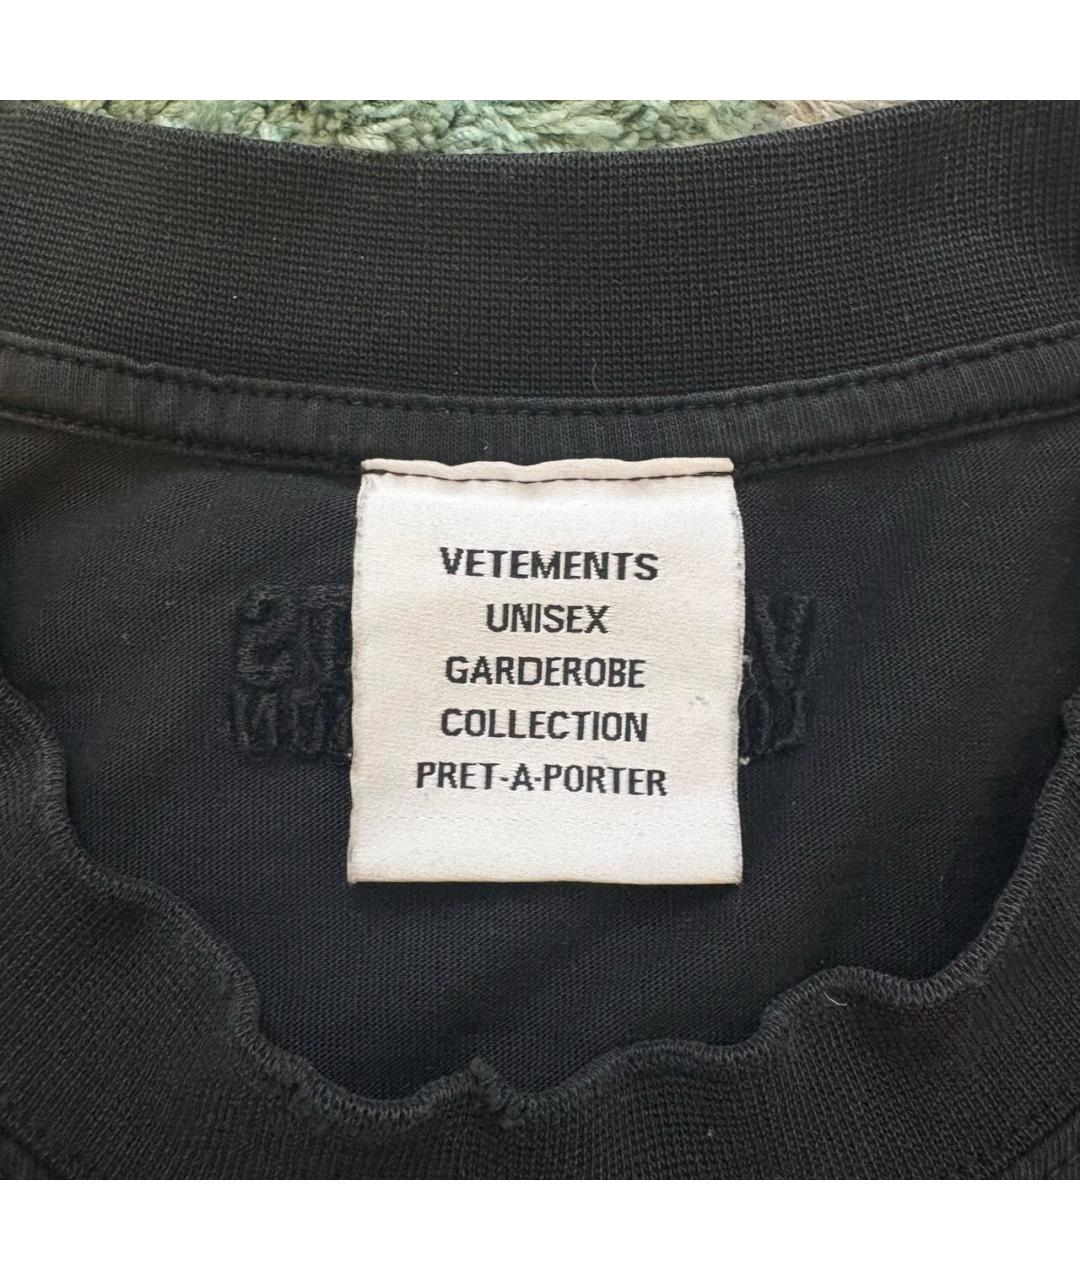 VETEMENTS
UNISEX
GARDEROBE
COLLECTION
PRET-A-PORTER